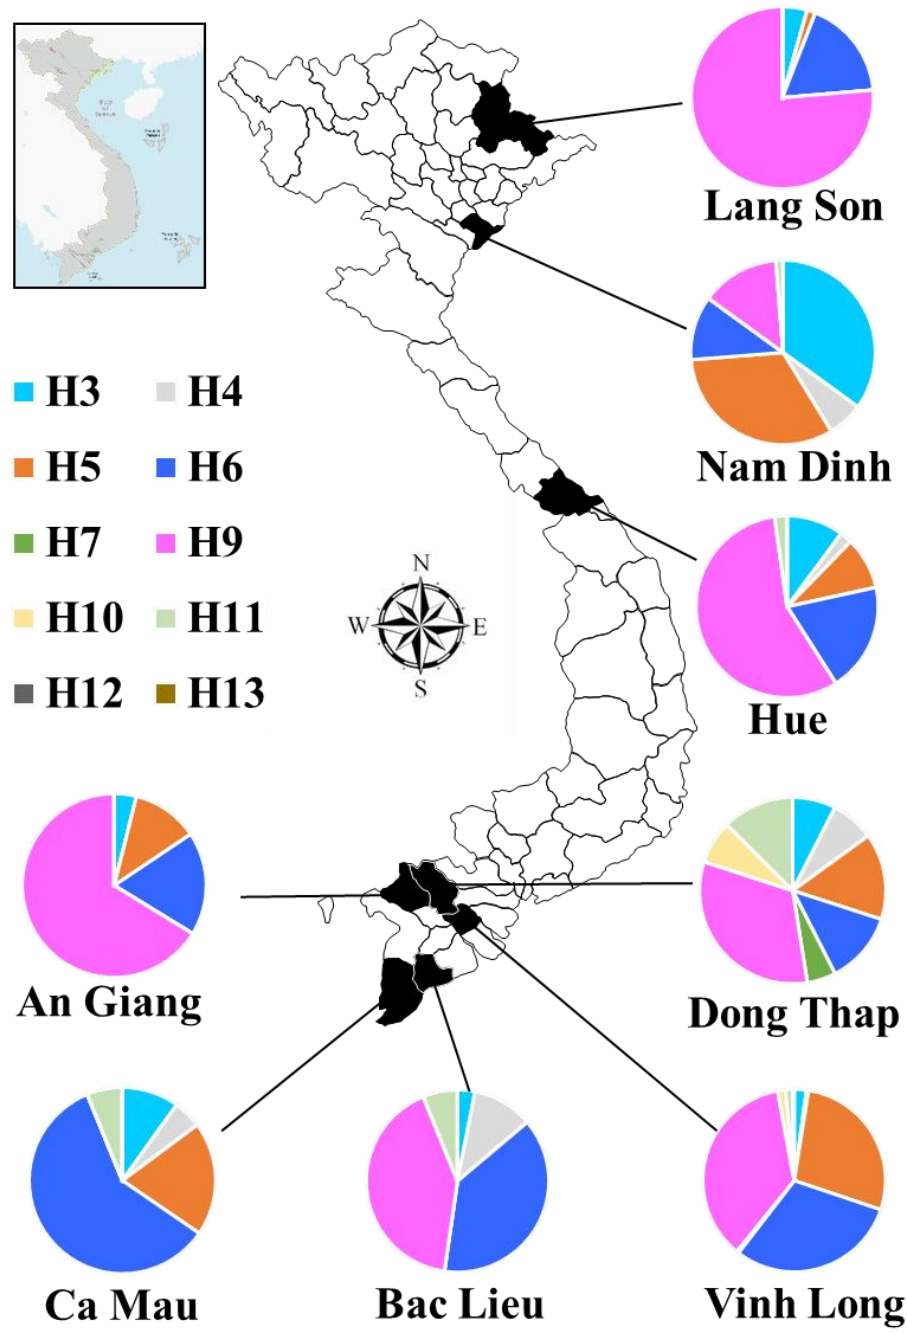 Lang Son
Nam Dinh
H3
H4
H5
H6
H7
H9
H10
H11
H12
H13
N
W
E
S
Hue
An Giang
Dong Thap
Ca Mau
Bac Lieu
Vinh Long